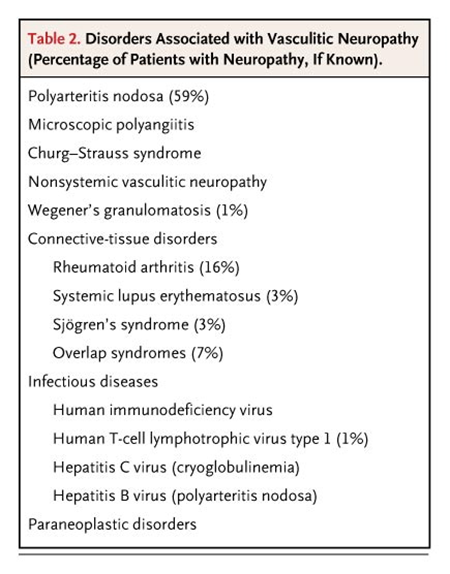 Table 2. Disorders Associated with Vasculitic Neuropathy
(Percentage of Patients with Neuropathy, If Known).
Polyarteritis nodosa (59%)
Microscopic polyangiitis
Churg–Strauss syndrome
Nonsystemic vasculitic neuropathy
Wegener's granulomatosis (1%)
Connective-tissue disorders
Rheumatoid arthritis (16%)
Systemic lupus erythematosus (3%)
Sjögren's syndrome (3%)
Overlap syndromes (7%)
Infectious diseases
Human immunodeficiency virus
Human T-cell lymphotrophic virus type 1 (1%)
Hepatitis C virus (cryoglobulinemia)
Hepatitis B virus (polyarteritis nodosa)
Paraneoplastic disorders